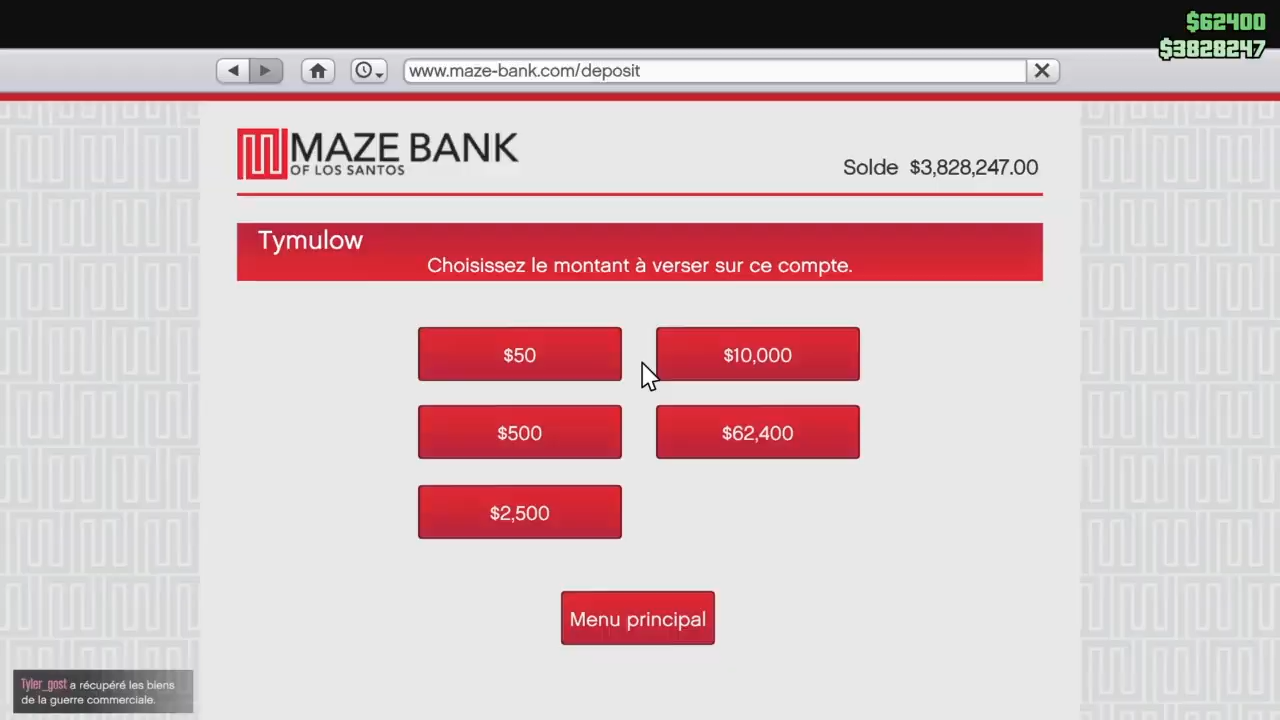 $62400
$3828247
www.maze-bank.com/deposit
MAZE BANK
OF LOS SANTOS
Solde $3,828,247.00
Tymulow
Choisissez le montant à verser sur ce compte.
$50
$10,000
$500
$62,400
$2,500
Menu principal
Tyler_gost a récupéré les biens
de la guerre commerciale.